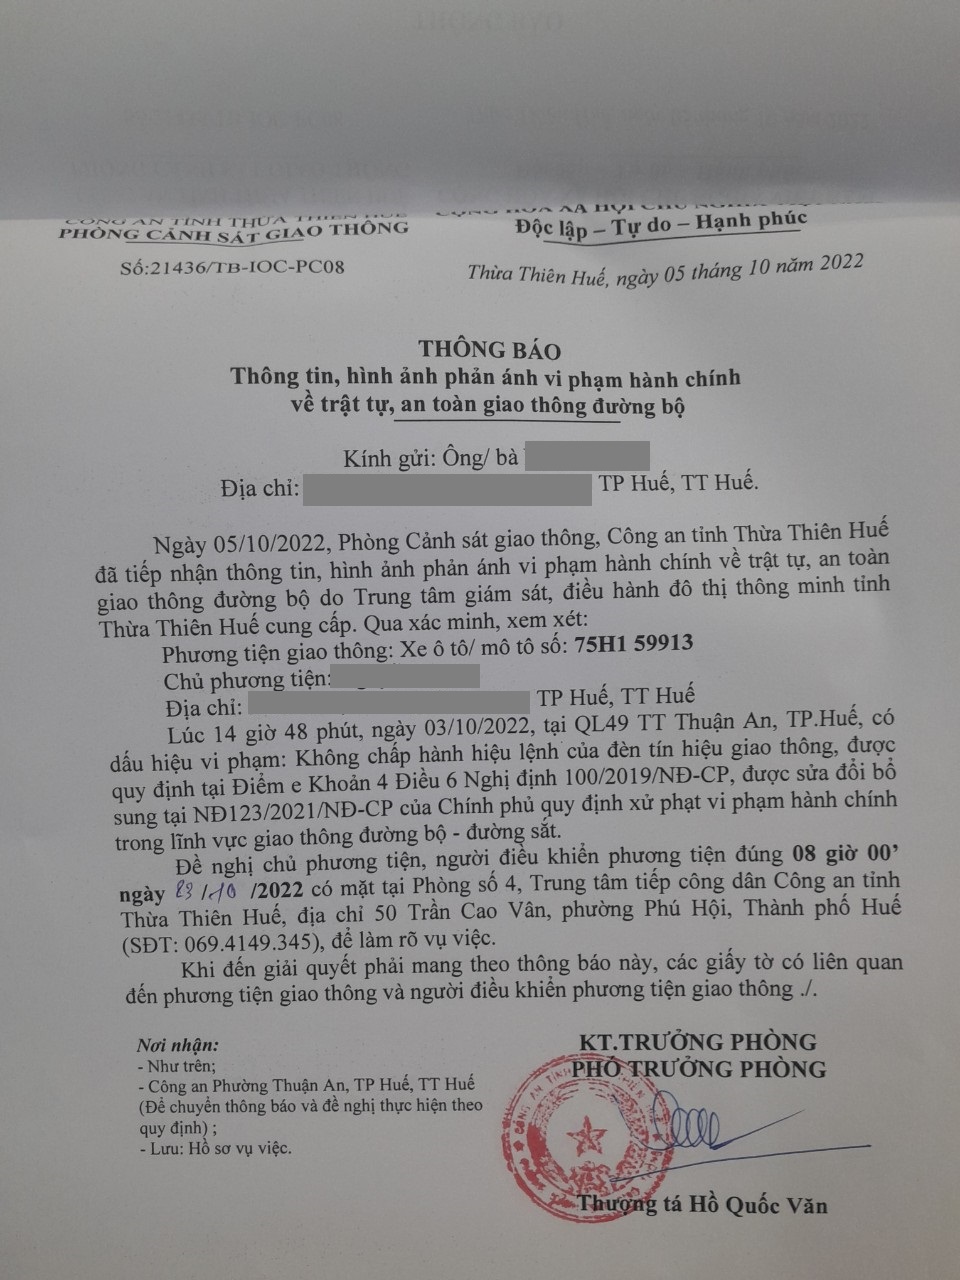 CÔNG AN TỈNH THỪA THIÊN HUẾ
PHÒNG CẢNH SÁT GIAO THÔNG
Số:21436/TB-IOC-PC08
CỘNG HÒA XÃ HỘI CHỦ NGHĨA
Độc lập – Tự do – Hạnh phúc
Thừa Thiên Huế, ngày 05 tháng 10 năm 2022
THÔNG BÁO
Thông tin, hình ảnh phản ánh vi phạm hành chính
về trật tự, an toàn giao thông đường bộ
Kính gửi: Ông/ bà
Địa chỉ: TP Huế, TT Huế.
Ngày 05/10/2022, Phòng Cảnh sát giao thông, Công an tỉnh Thừa Thiên Huế
đã tiếp nhận thông tin, hình ảnh phản ánh vi phạm hành chính về trật tự, an toàn
giao thông đường bộ do Trung tâm giám sát, điều hành đô thị thông minh tỉnh
Thừa Thiên Huế cung cấp. Qua xác minh, xem xét:
Phương tiện giao thông: Xe ô tô/ mô tô số: 75H1 59913
Chủ phương tiện:
Địa chỉ: TP Huế, TT Huế
Lúc 14 giờ 48 phút, ngày 03/10/2022, tại QL49 TT Thuận An, TP.Huế, có
dấu hiệu vi phạm: Không chấp hành hiệu lệnh của đèn tín hiệu giao thông, được
quy định tại Điểm e Khoản 4 Điều 6 Nghị định 100/2019/NĐ-CP, được sửa đổi bổ
sung tại NĐ123/2021/NĐ-CP của Chính phủ quy định xử phạt vi phạm hành chính
trong lĩnh vực giao thông đường bộ - đường sắt.
Đề nghị chủ phương tiện, người điều khiển phương tiện đúng 08 giờ 00’
ngày 23/10/2022 có mặt tại Phòng số 4, Trung tâm tiếp công dân Công an tỉnh
Thừa Thiên Huế, địa chỉ 50 Trần Cao Vân, phường Phú Hội, Thành phố Huế
(SĐT: 069.4149.345), để làm rõ vụ việc.
Khi đến giải quyết phải mang theo thông báo này, các giấy tờ có liên quan
đến phương tiện giao thông và người điều khiển phương tiện giao thông ./.
Nơi nhận:
- Như trên;
- Công an Phường Thuận An, TP Huế, TT Huế
(Để chuyển thông báo và đề nghị thực hiện theo
quy định) ;
- Lưu: Hồ sơ vụ việc.
KT.TRƯỞNG PHÒNG
PHÓ TRƯỞNG PHÒNG
Thượng tá Hồ Quốc Văn